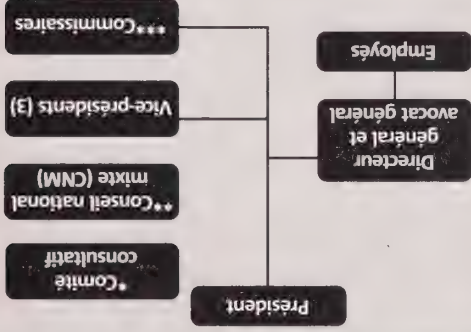 Président
*Comité
consultatif
**Conseil national
mixte (CNM)
Directeur
général et
avocat général
Vice-présidents (3)
Employés
***Commissaires